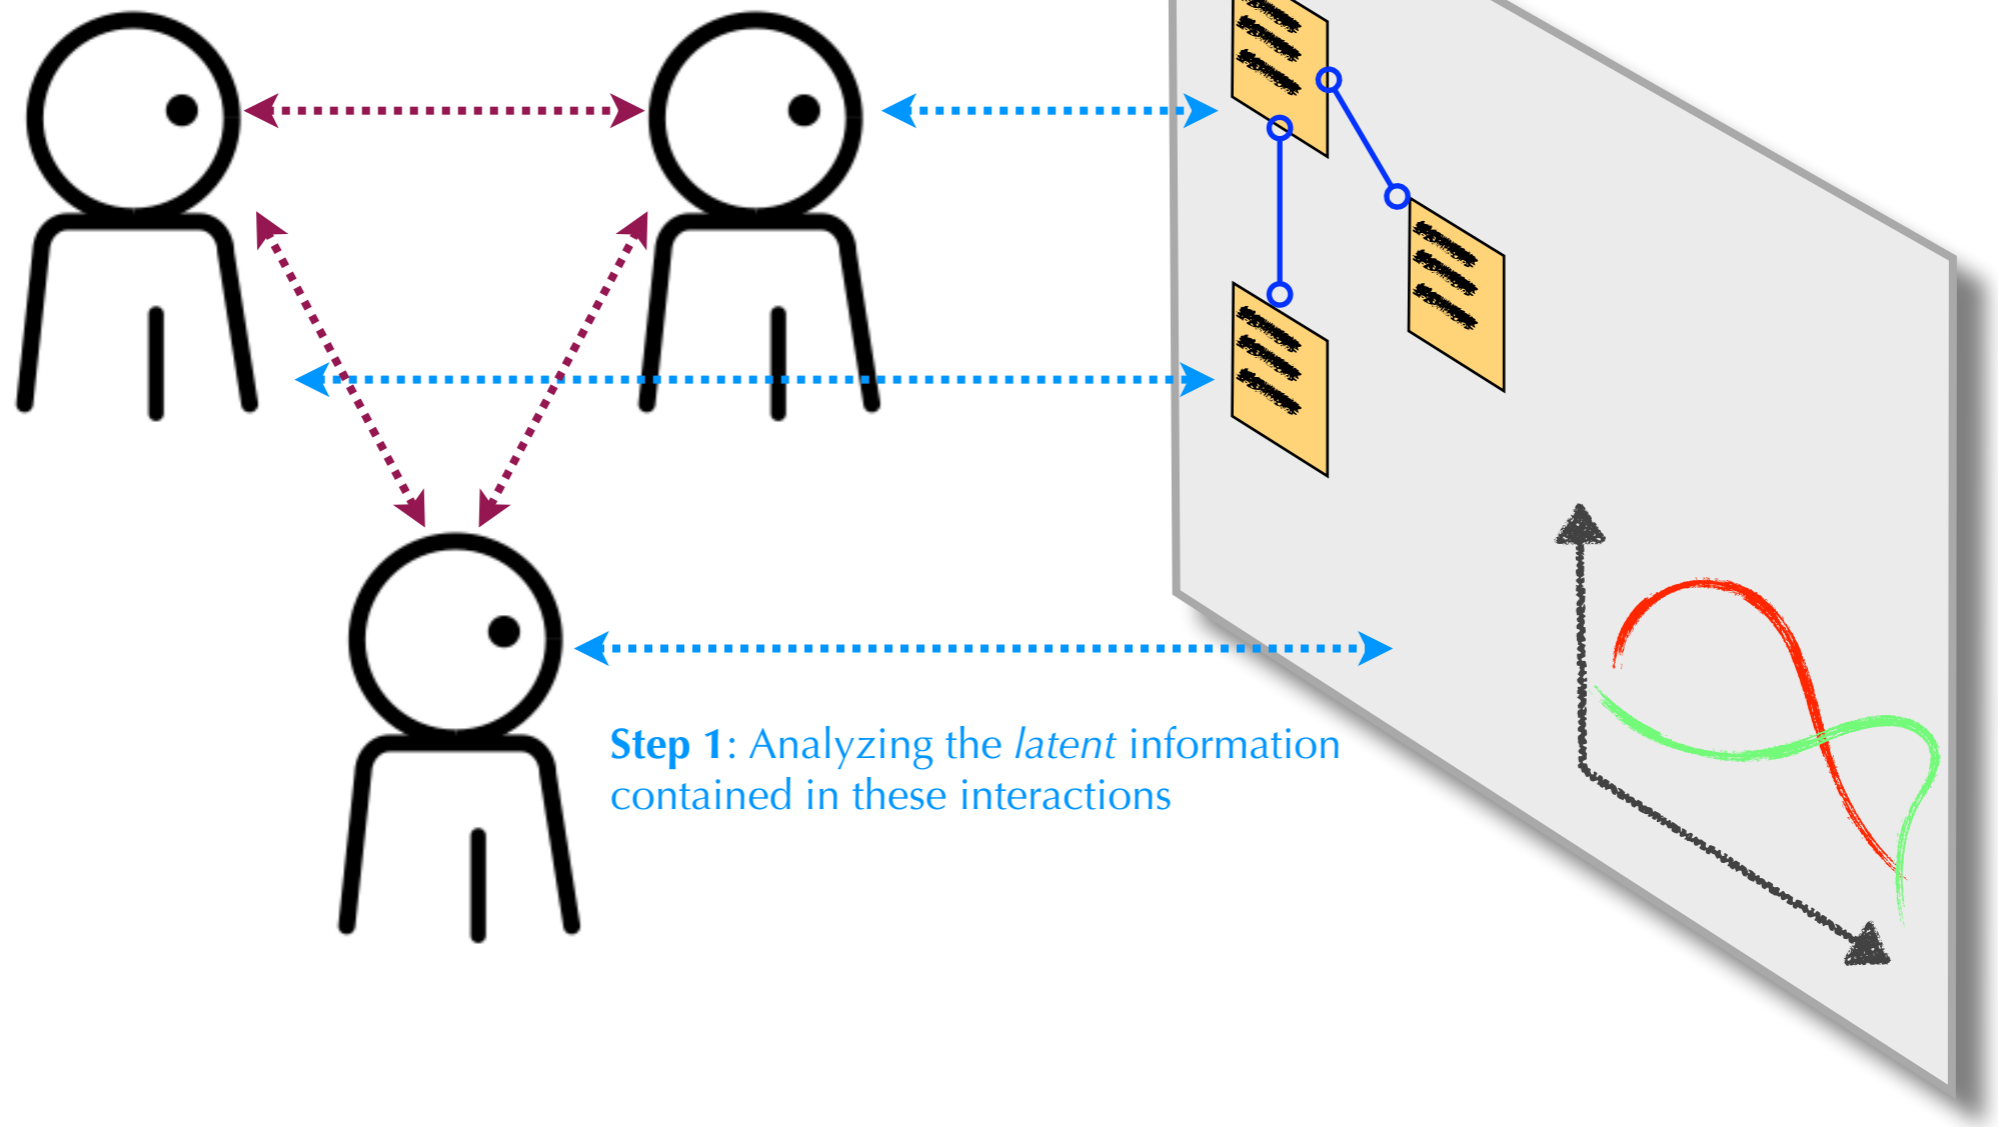 Step 1: Analyzing the latent information
contained in these interactions